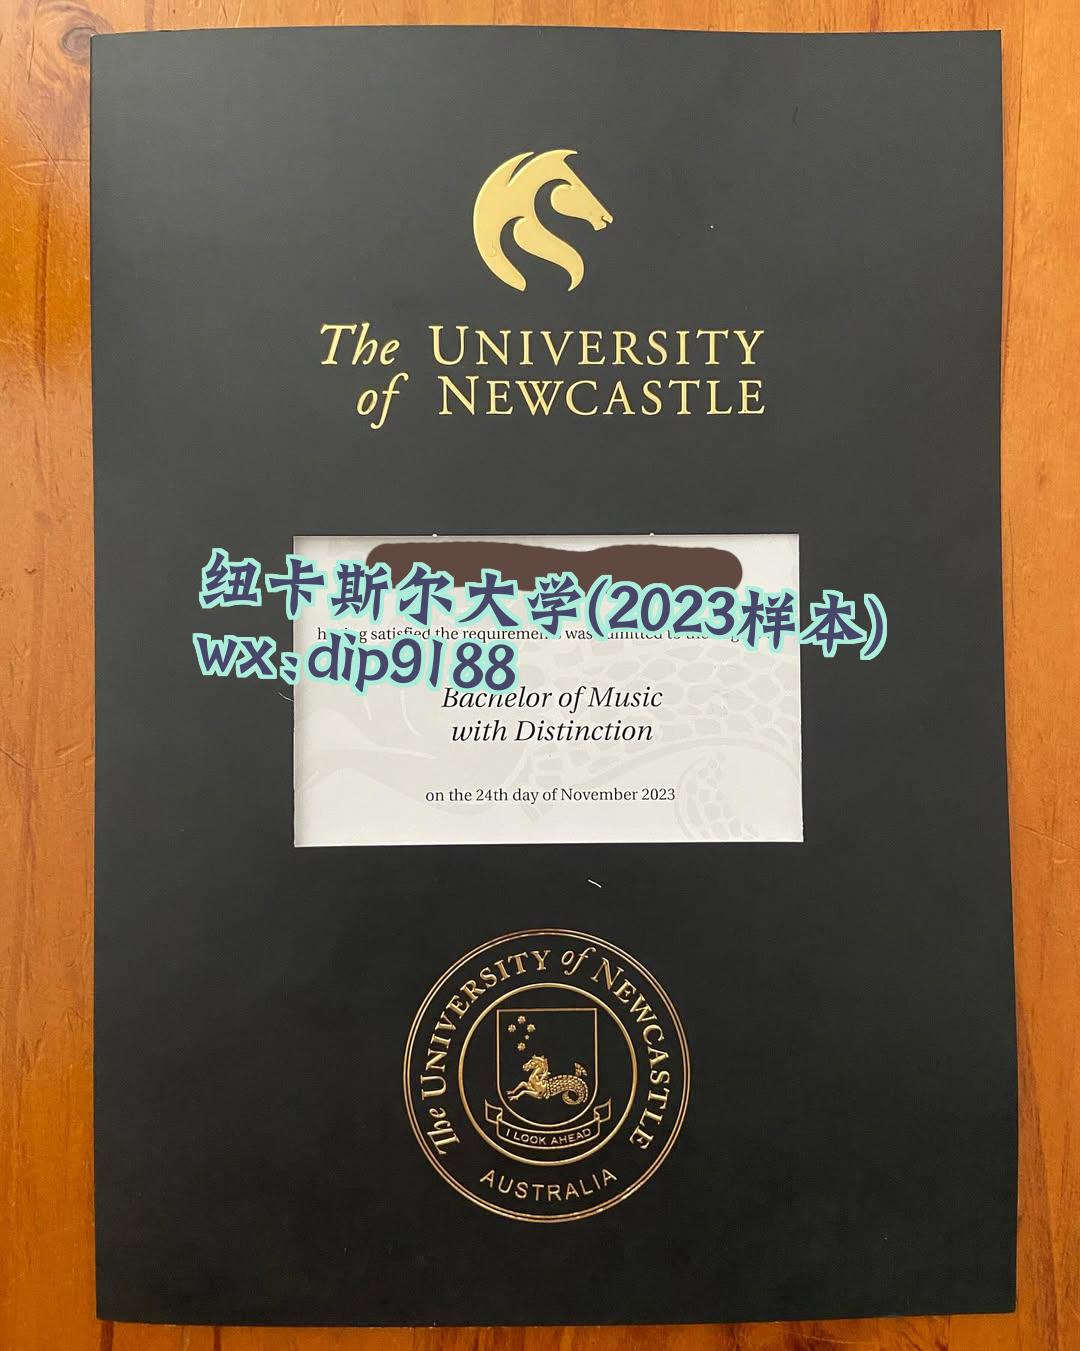 The UNIVERSITY
of NEWCASTLE
纽卡斯尔大学(2023样本)
satisfied the requirements was
wx:dip9188
Bachelor of Music
with Distinction
on the 24th day of November 2023
The UNIVERSITY of NEWCASTLE
I LOOK AHEAD
AUSTRALIA